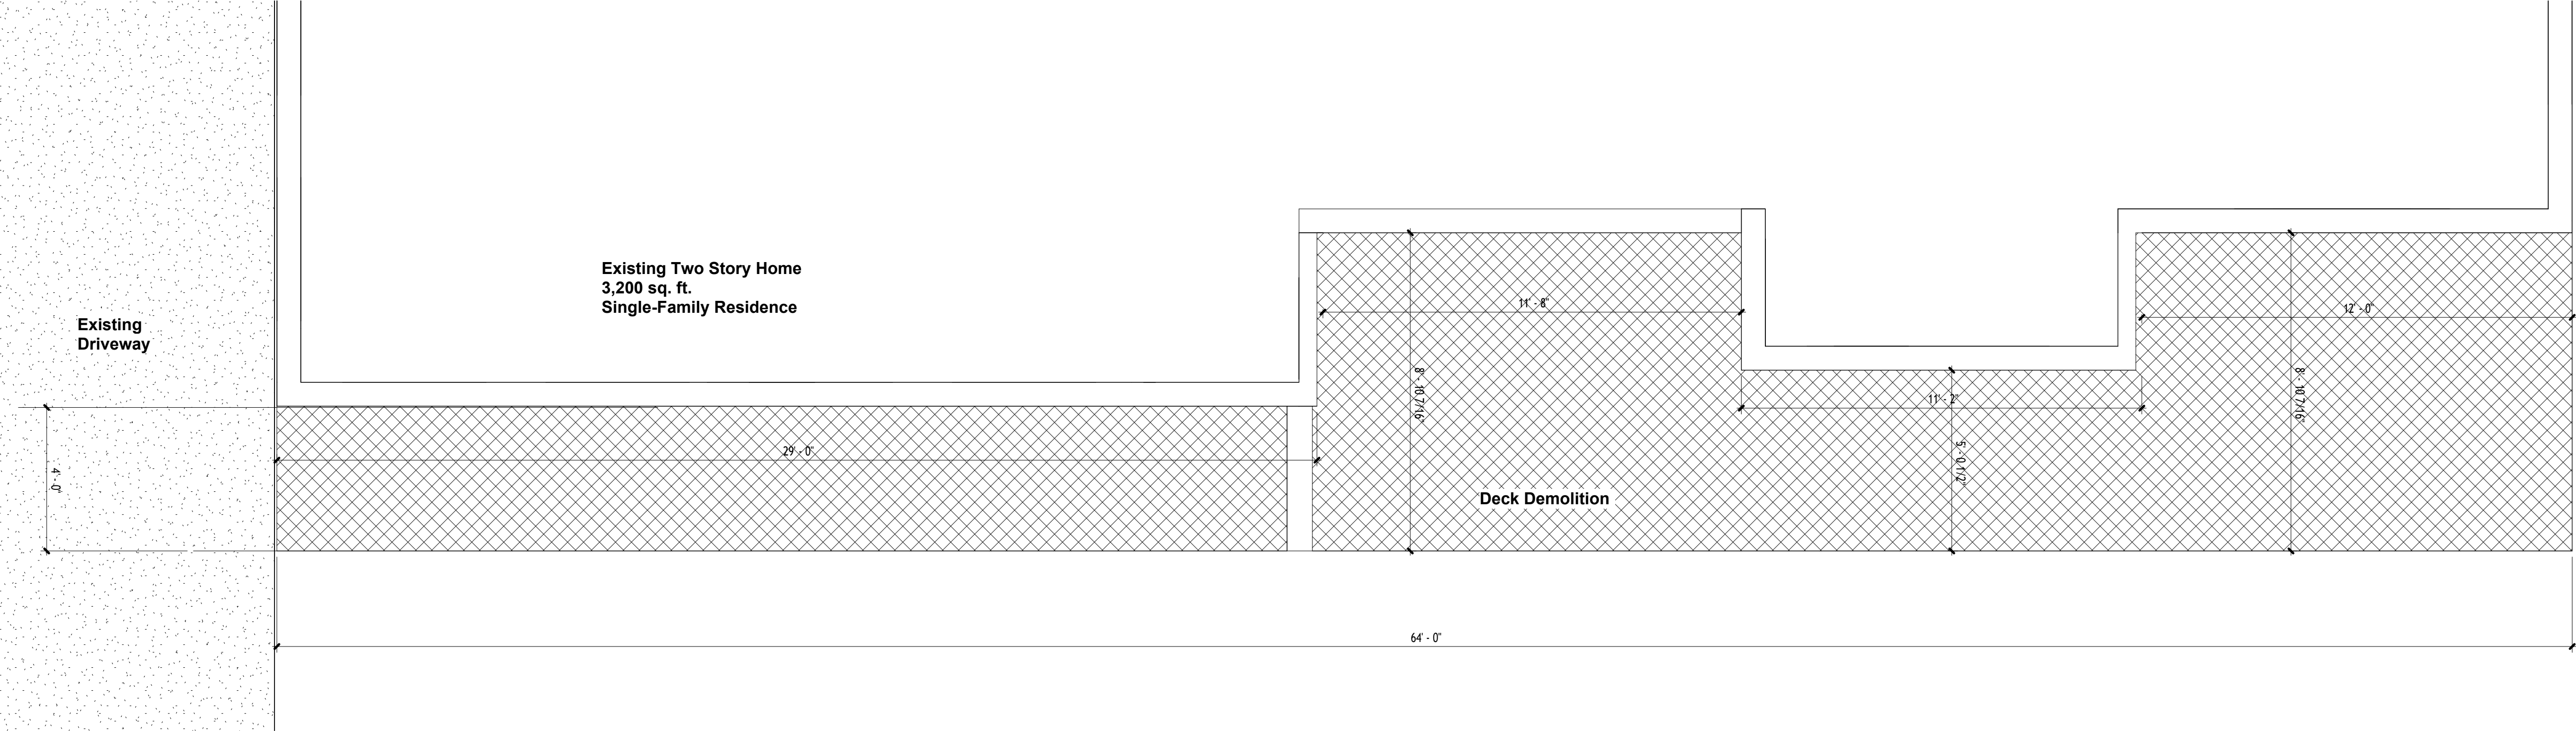 Existing Two Story Home
3,200 sq. ft.
Single-Family Residence
Existing
Driveway
11' - 8"
12' - 0"
8' - 10 7/16"
8' - 10 7/16"
11' - 2"
29' - 0"
5' - 0 1/2"
4' - 0"
Deck Demolition
64' - 0"